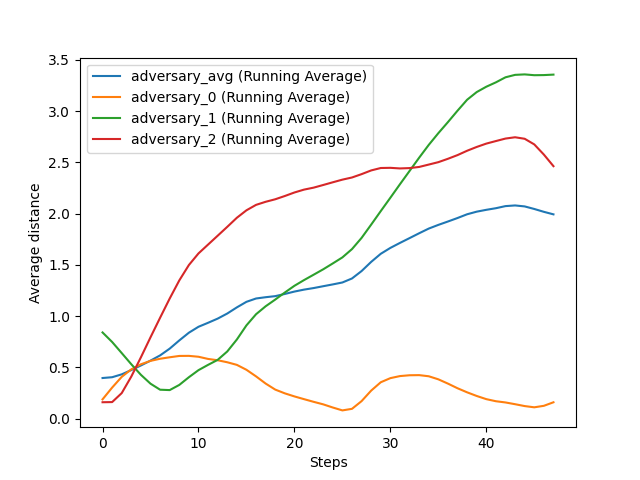 adversary_avg (Running Average)
adversary_0 (Running Average)
adversary_1 (Running Average)
adversary_2 (Running Average)
Average distance
3.5
3.0
2.5
2.0
1.5
1.0
0.5
0.0
0 10 20 30 40
Steps